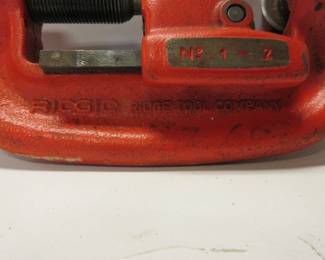 Nº 1-2
RIDGID RIDGE TOOL COMPANY